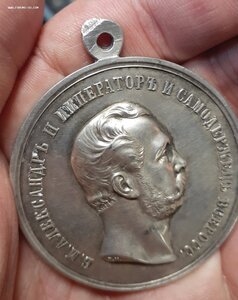 Б. М. АЛЕКСАНДРЪ II ИМПЕРАТОРЪ И САМОДЕРЖЕЦЪ ВСЕРОСС.